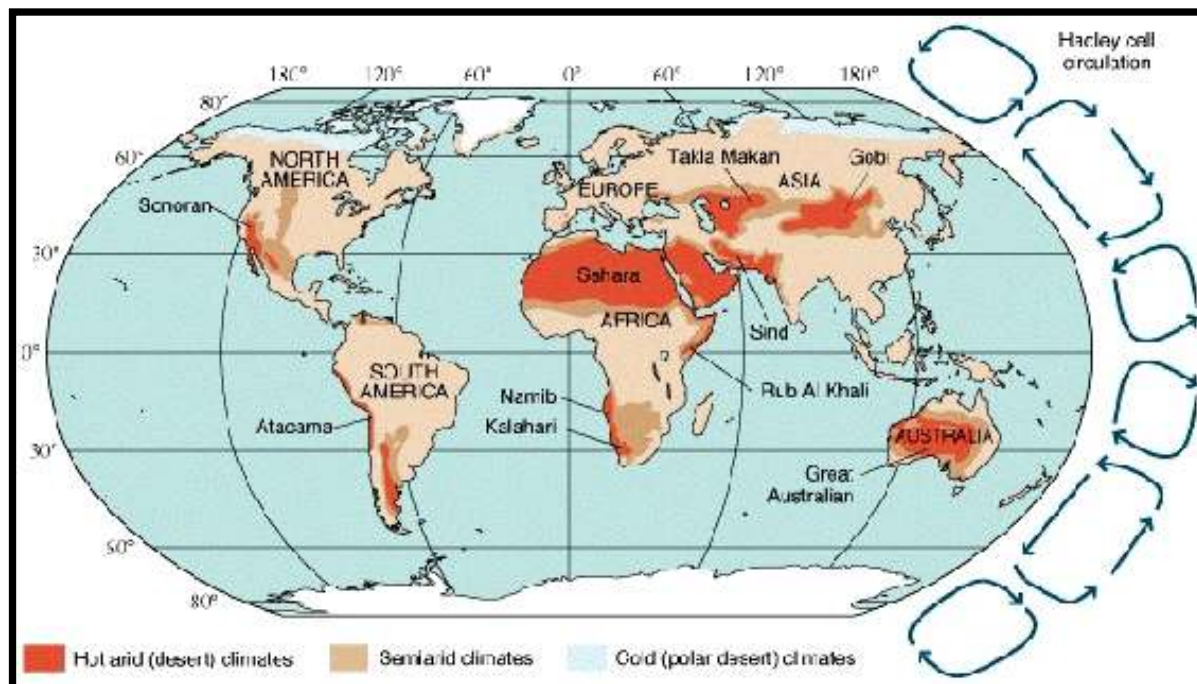 Hadley cell
circulation
180° 120° 60° 0° 60° 120° 180°
80°
60°
NORTH
AMERICA
Sonoran
EUROPE
Takla Makan
Gobi
ASIA
30°
Sahara
AFRICA
Sind
0°
SOUTH
AMERICA
Rub Al Khali
Namib
Atacama
Kalahari
AUSTRALIA
30°
Great
Australian
60°
80°
Hot arid (desert) climates
Semiarid climates
Cold (polar desert) climates